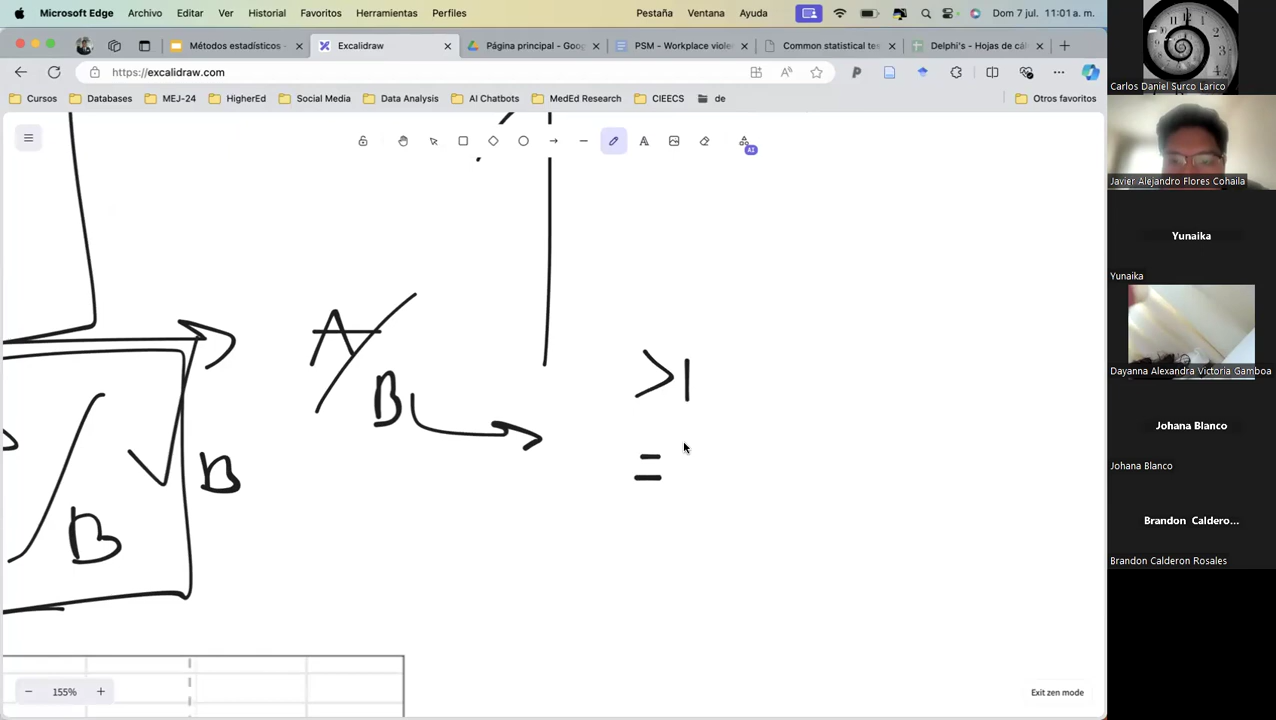 Microsoft Edge Archivo Editar Ver Historial Favoritos Herramientas Perfiles Pestaña Ventana Ayuda Dom 7 jul. 11:01 a. m.
Métodos estadísticos - Excalidraw Página principal - Goo Documento PSM - Workplace viole Common statistical te Delphi's - Hojas de cál
https://excalidraw.com
Cursos Databases MEJ-24 HigherEd Social Media Data Analysis AI Chatbots MedEd Research CIEECS de Otros favoritos
AI
A/B
>1
=
B
B
155%
Exit zen mode
Carlos Daniel Surco Larico
Javier Alejandro Flores Cohaila
Yunaika
Yunaika
Dayanna Alexandra Victoria Gamboa
Johana Blanco
Johana Blanco
Brandon Caldero...
Brandon Calderon Rosales